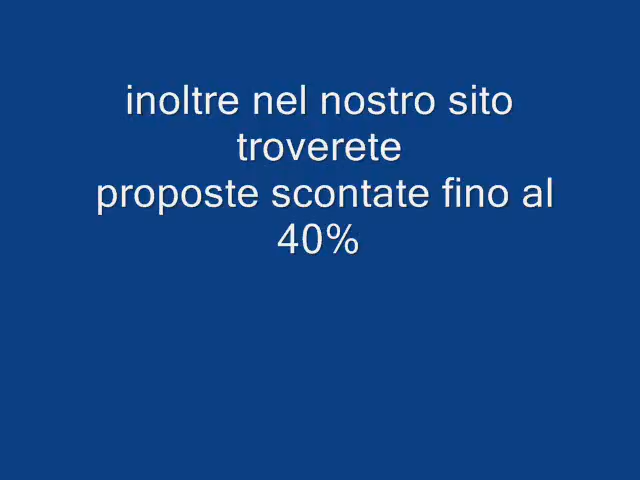 inoltre nel nostro sito
troverete
proposte scontate fino al
40%